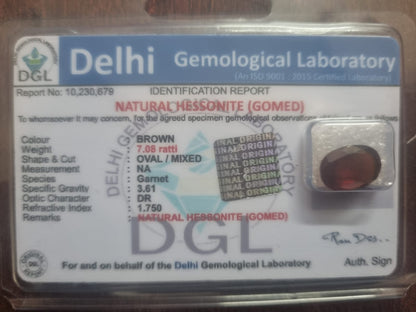 DGL
Delhi Gemological Laboratory
(An ISO 9001 : 2015 Certified Laboratory)
Report No: 10,230,679
IDENTIFICATION REPORT
NATURAL HESSONITE (GOMED)
To whomsoever it may concern, for the agreed specimen gemological observations
Colour BROWN
Weight 7.08 ratti
Shape & Cut OVAL / MIXED
Measurement NA
Species Garnet
Specific Gravity 3.61
Optic Character DR
Refractive Index 1.750
Remarks NATURAL HESSONITE (GOMED)
DGL
For and on behalf of the Delhi Gemological Laboratory
Auth. Sign